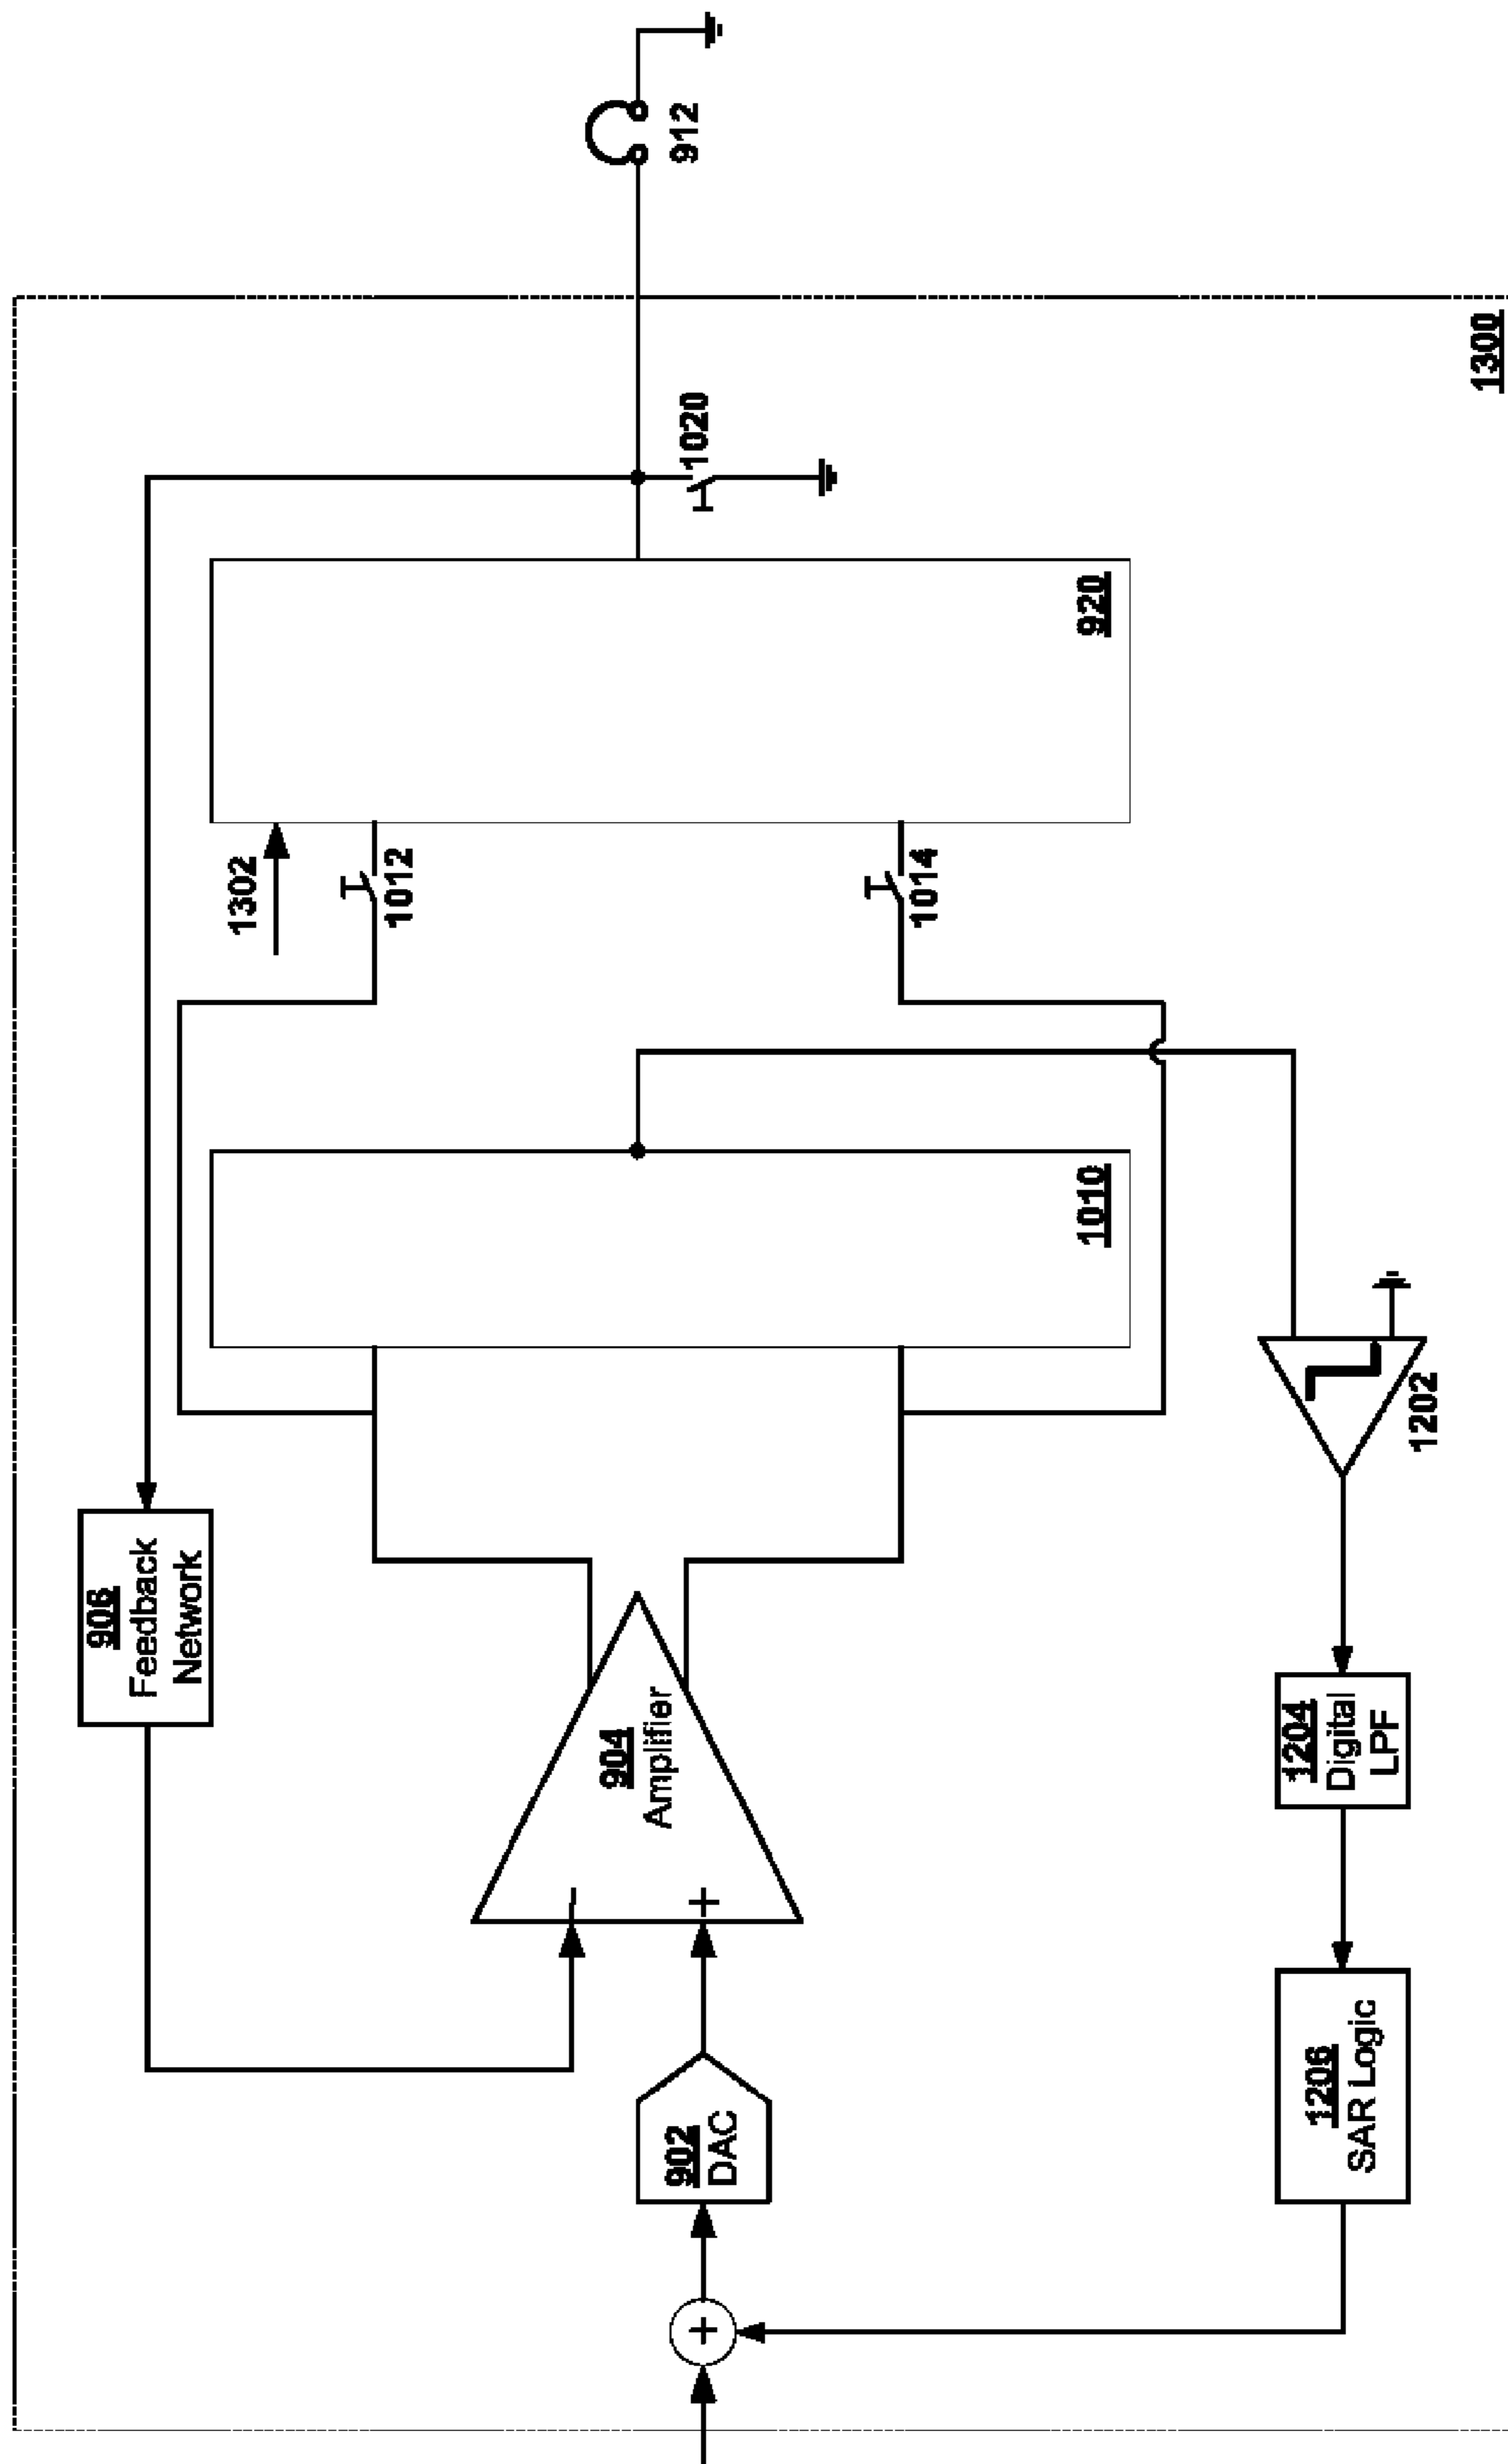 906
Feedback
Network
1302
1012
912
904
Amplifier
−
+
1010
920
1020
1014
902
DAC
+
1206
SAR Logic
1204
Digital
LPF
1202
1300